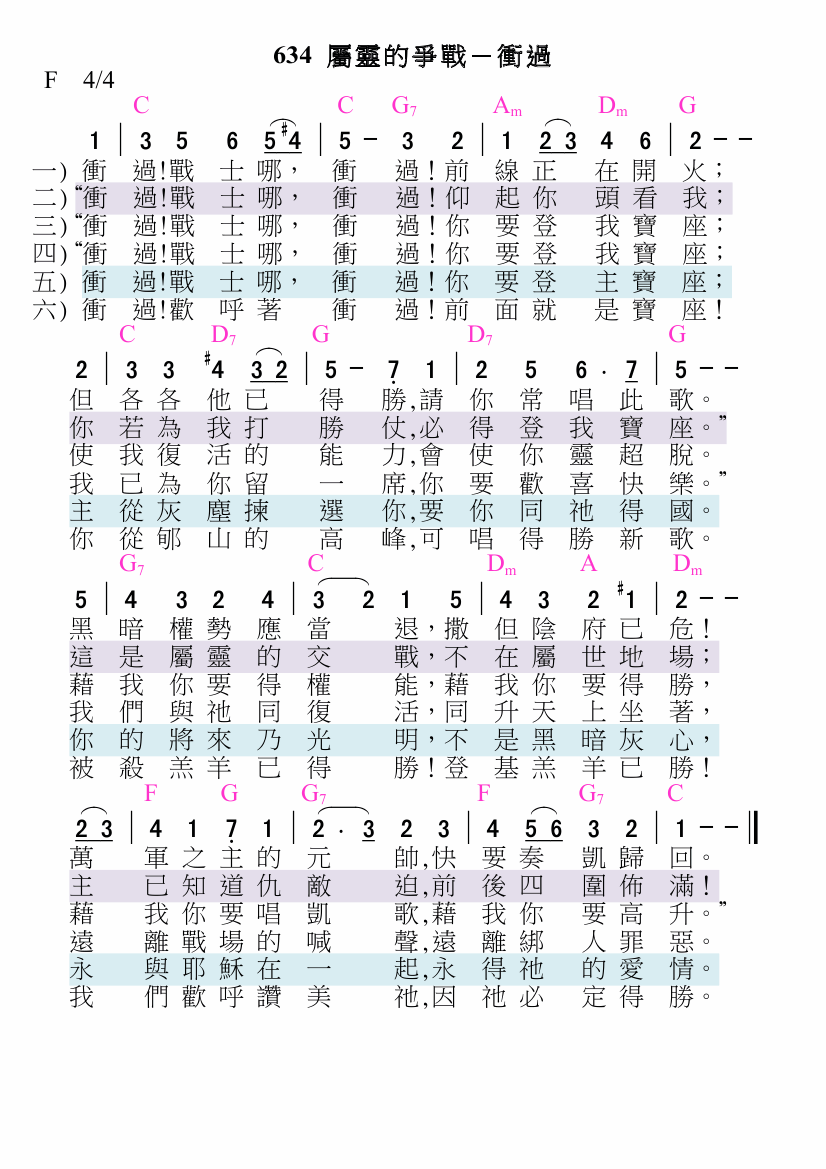 634 屬靈的爭戰－衝過
F 4/4
C C G7 Am Dm G
1 | 3 5 6 5 #4 | 5 － 3 2 | 1 2 3 4 6 | 2 － －
一) 衝過!戰士哪，衝過!前線正在開火；
二)“衝過!戰士哪，衝過!仰起你頭看我；
三)“衝過!戰士哪，衝過!你要登我寶座；
四)“衝過!戰士哪，衝過!你要登我寶座；
五) 衝過!戰士哪，衝過!你要登主寶座；
六) 衝過!歡呼著衝過!前面就是寶座!
C D7 G D7 G
2 | 3 3 #4 3 2 | 5 － 7 1 | 2 5 6 . 7 | 5 － －
但各各他已得勝,請你常唱此歌。
你若為我打勝仗,必得登我寶座。”
使我復活的能力,會使你靈超脫。
我已為你留一席,你要歡喜快樂。”
主從灰塵揀選你,要你同祂得國。
你從郇山的高峰,可唱得勝新歌。
G7 C Dm A Dm
5 | 4 3 2 4 | 3 2 1 5 | 4 3 2 #1 | 2 － －
黑暗權勢應當退，撒但陰府已危!
這是屬靈的交戰，不在屬世地場；
藉我你要得權能，藉我你要得勝，
我們與祂同復活，同升天上坐著，
你的將來乃光明，不是黑暗灰心，
被殺羔羊已得勝!登基羔羊已勝!
F G G7 F G7 C
2 3 | 4 1 7 1 | 2 . 3 2 3 | 4 5 6 3 2 | 1 － － ||
萬軍之主的元帥,快要奏凱歸回。
主已知道仇敵迫,前後四圍佈滿!
藉我你要唱凱歌,藉我你要高升。”
遠離戰場的喊聲,遠離綁人罪惡。
永與耶穌在一起,永得祂的愛情。
我們歡呼讚美祂,因祂必定得勝。